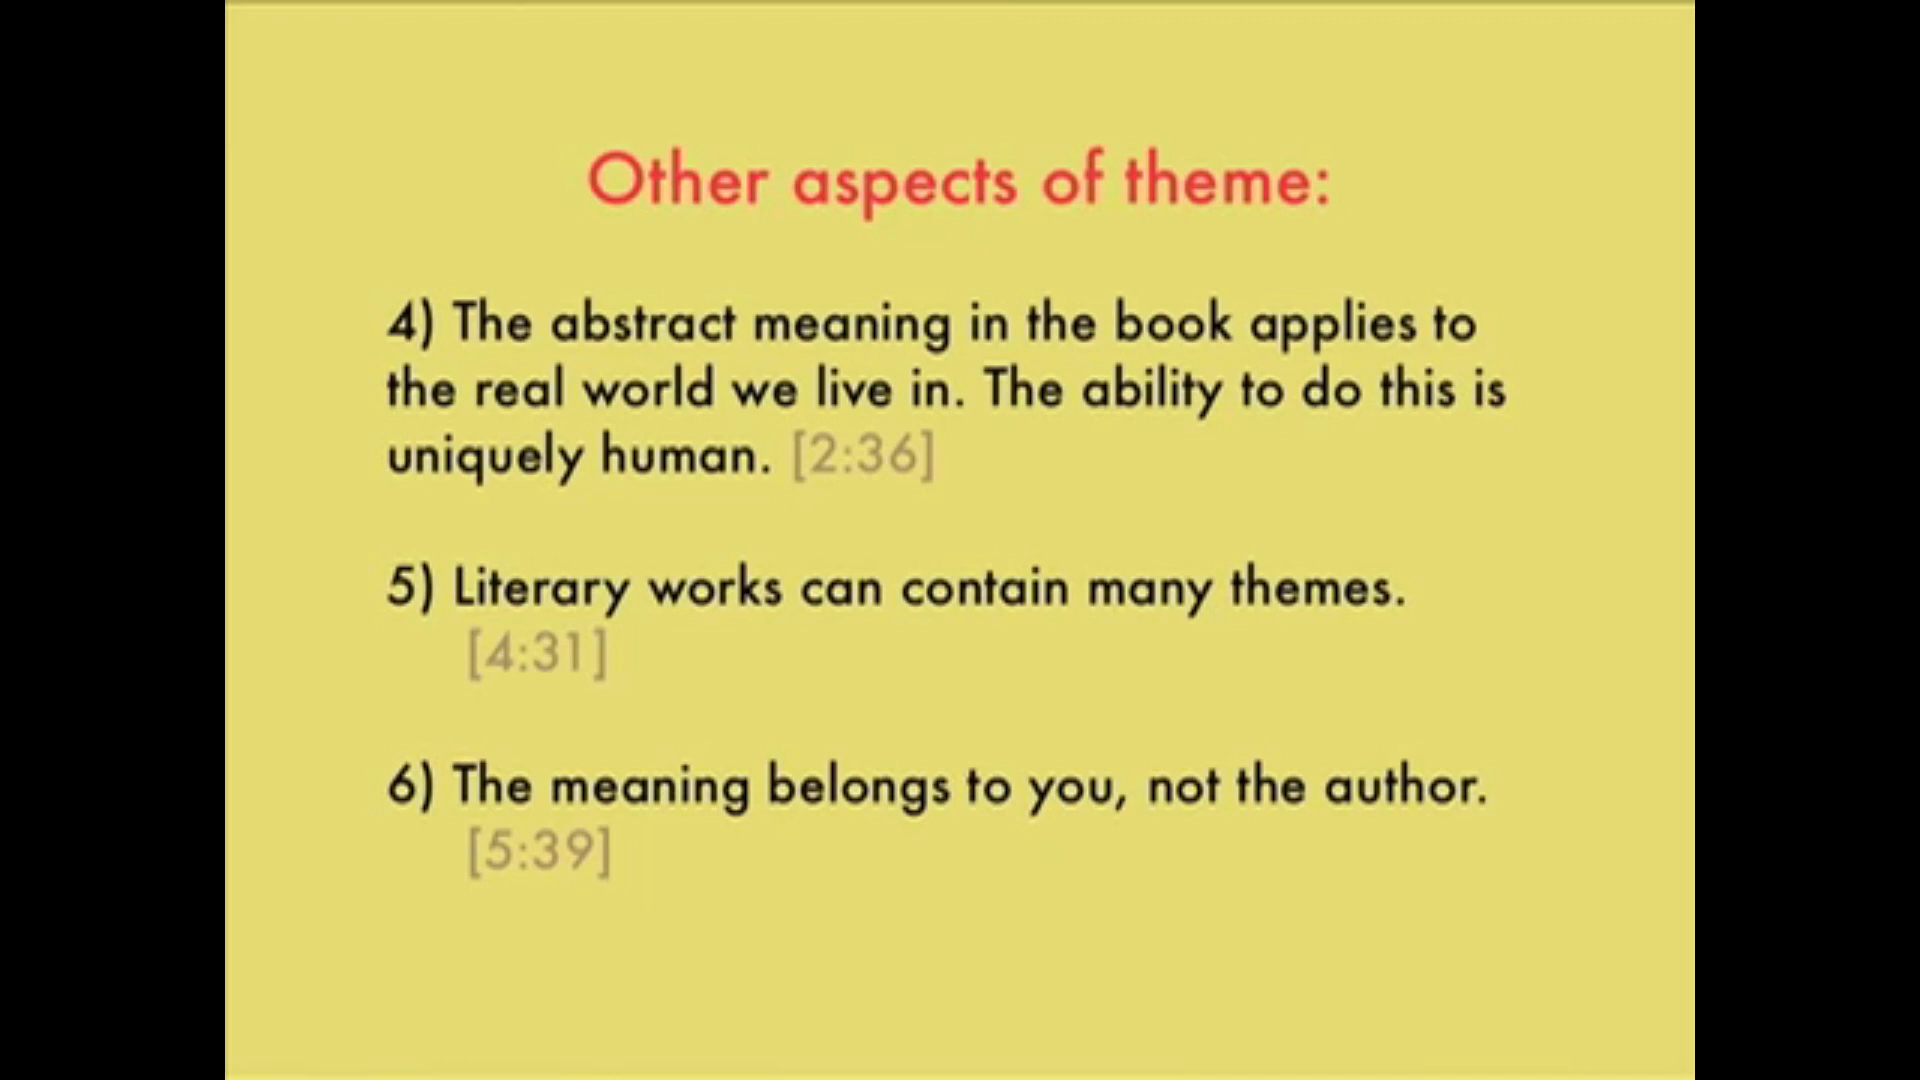 Other aspects of theme:
4) The abstract meaning in the book applies to
the real world we live in. The ability to do this is
uniquely human. [2:36]
5) Literary works can contain many themes.
[4:31]
6) The meaning belongs to you, not the author.
[5:39]